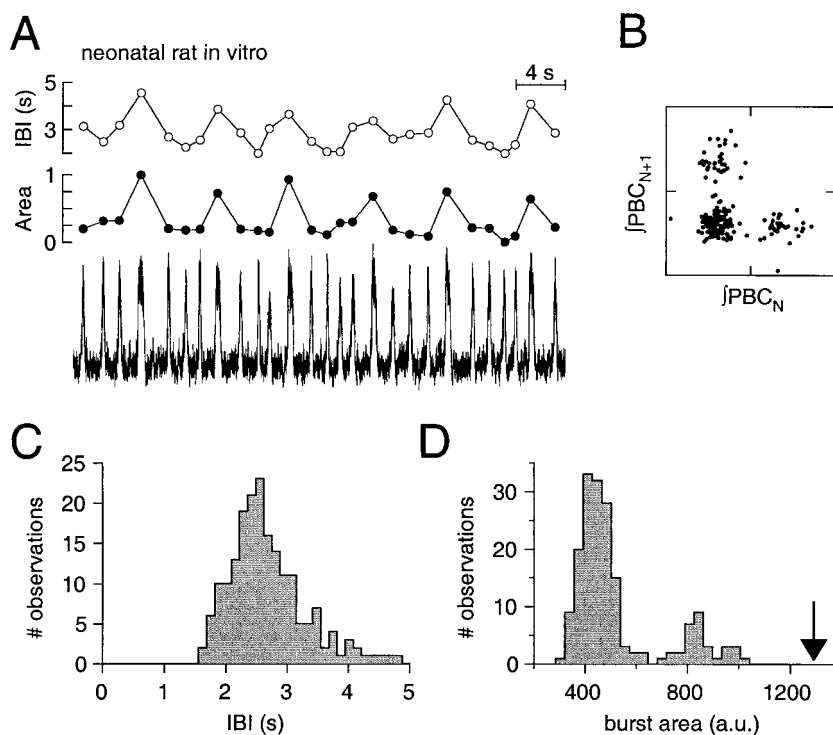 A
neonatal rat in vitro
4 s
IBI (s)
5
3
Area
1
0
B
∫PBCN+1
∫PBCN
C
# observations
25
20
15
10
5
0
0 1 2 3 4 5
IBI (s)
D
# observations
30
20
10
0
400 800 1200
burst area (a.u.)